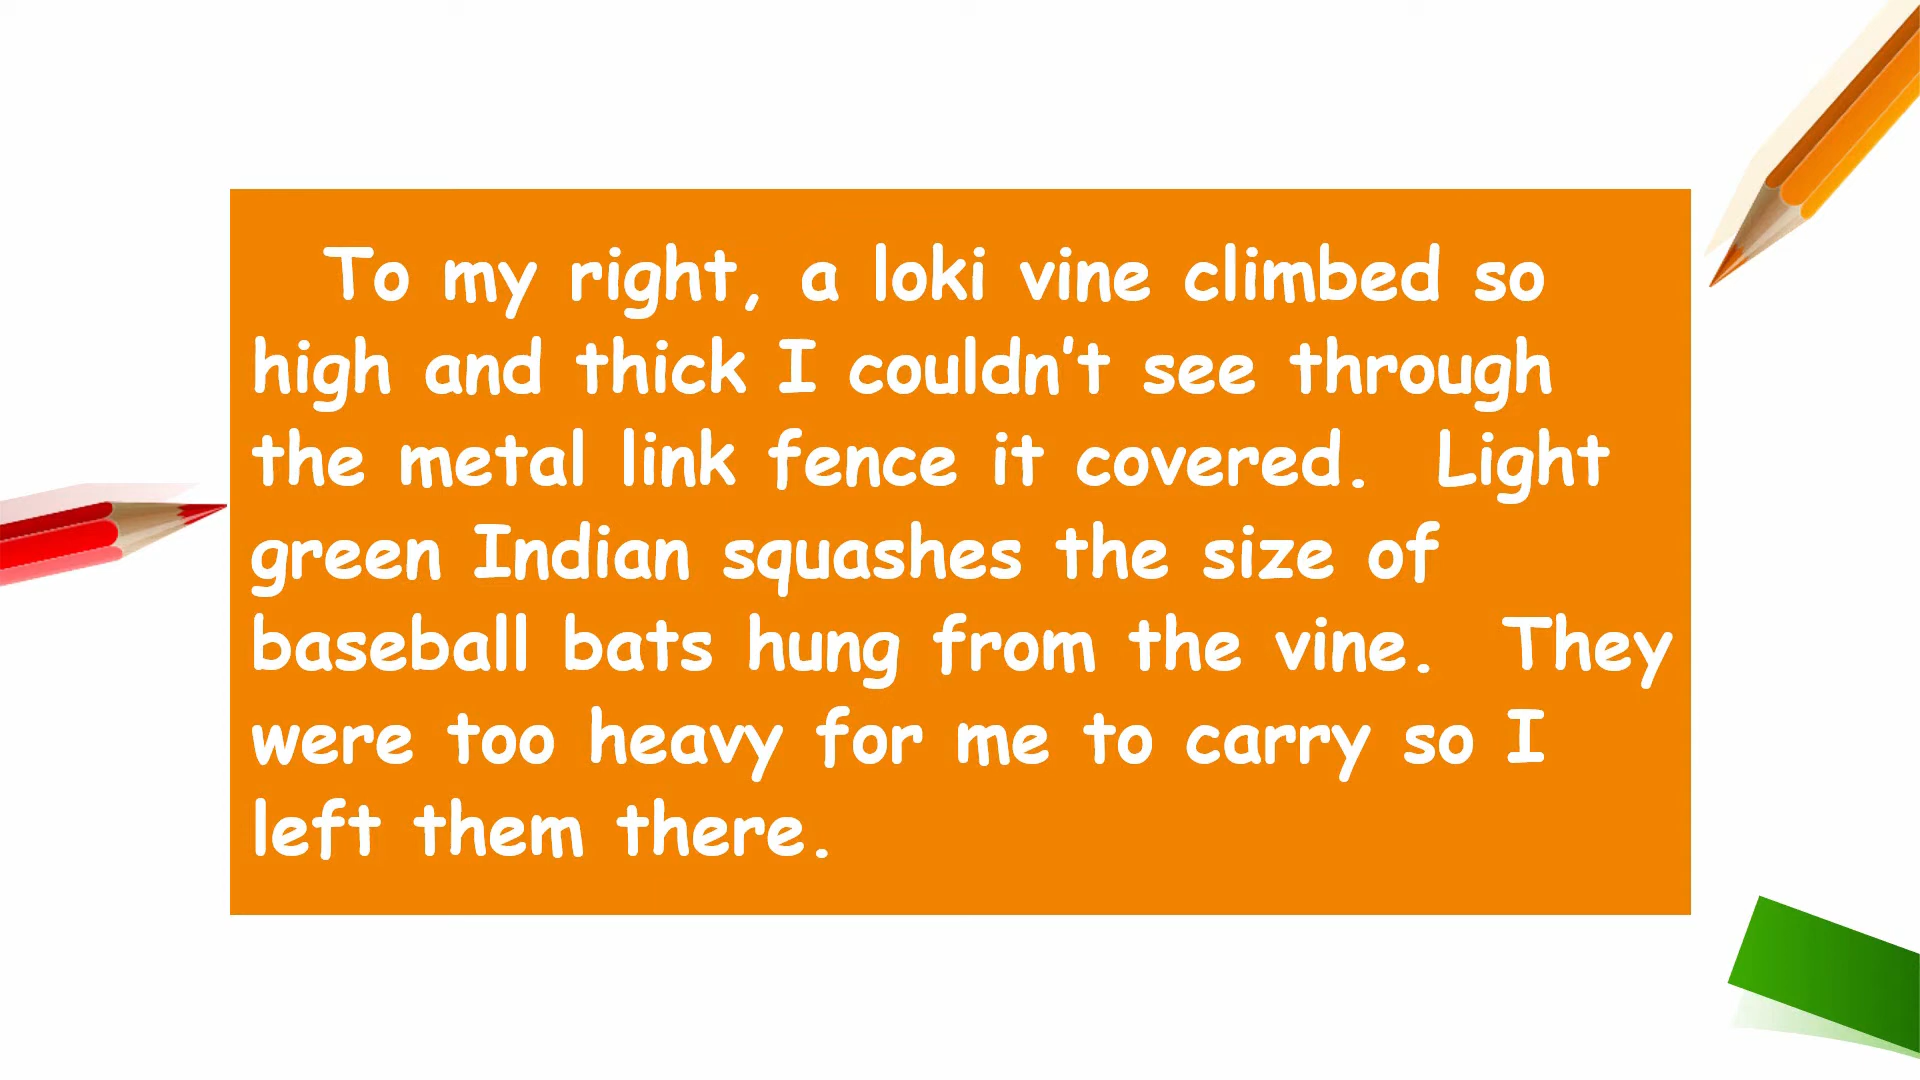 To my right, a loki vine climbed so
high and thick I couldn't see through
the metal link fence it covered.  Light
green Indian squashes the size of
baseball bats hung from the vine.  They
were too heavy for me to carry so I
left them there.